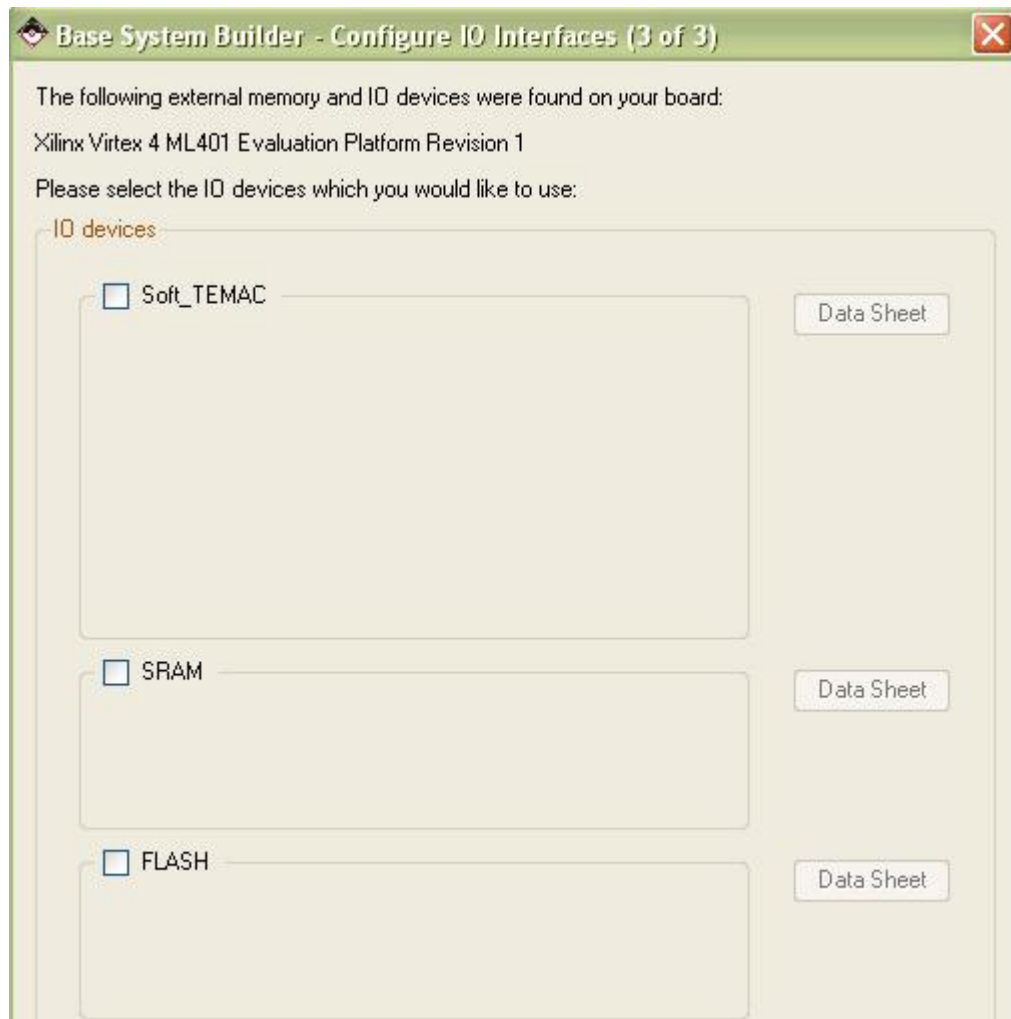 Base System Builder - Configure IO Interfaces (3 of 3)
The following external memory and IO devices were found on your board:
Xilinx Virtex 4 ML401 Evaluation Platform Revision 1
Please select the IO devices which you would like to use:
IO devices
Soft_TEMAC
Data Sheet
SRAM
Data Sheet
FLASH
Data Sheet